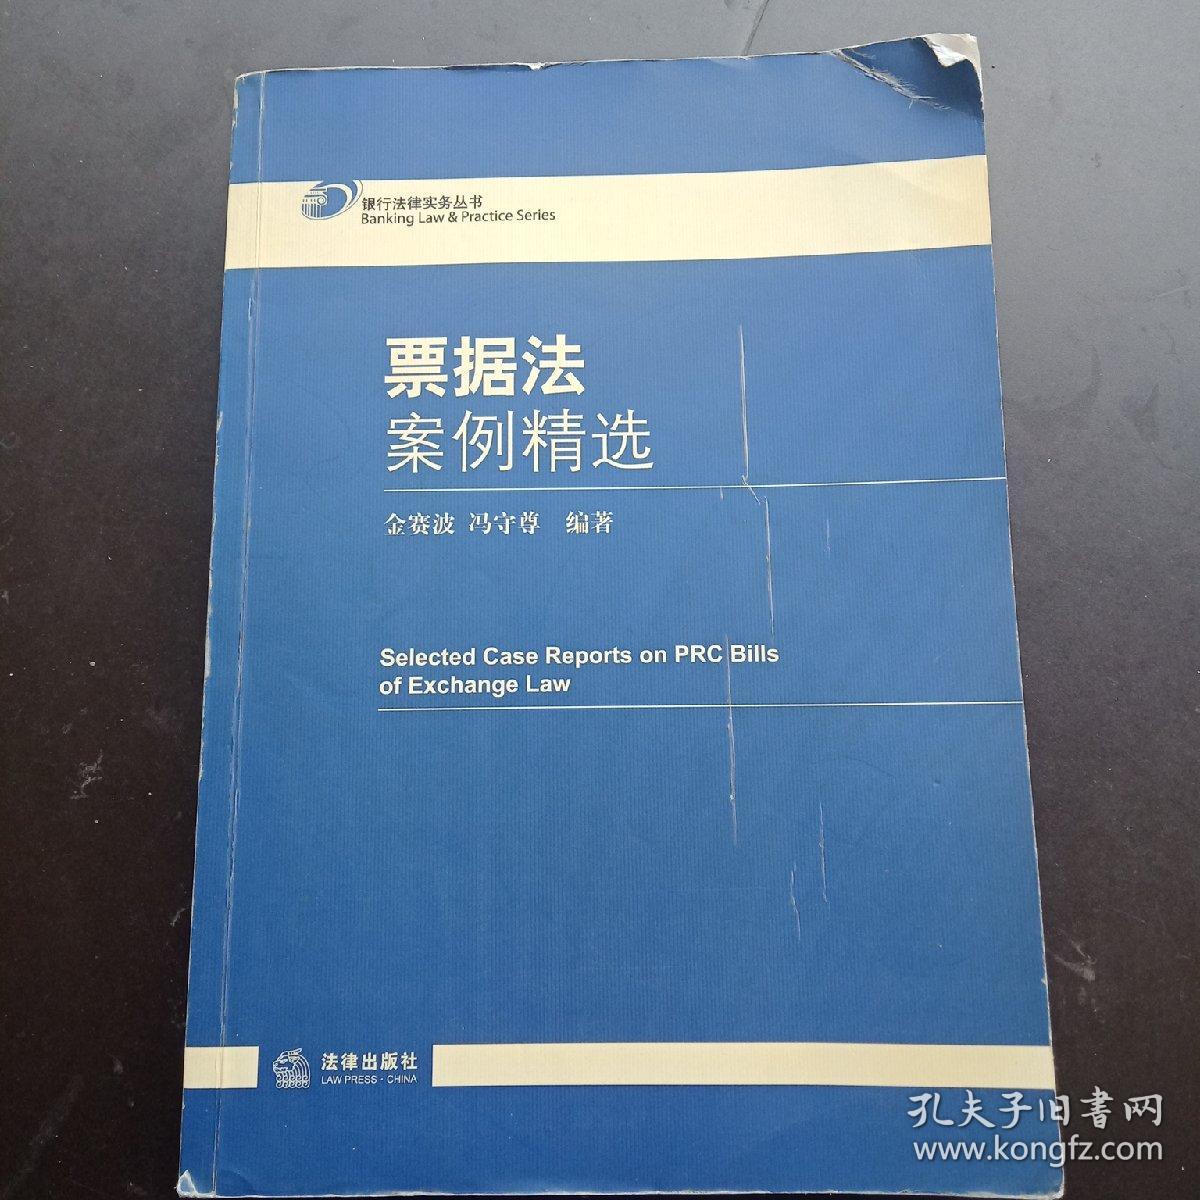 银行法律实务丛书
Banking Law & Practice Series
票据法
案例精选
金赛波 冯守尊 编著
Selected Case Reports on PRC Bills
of Exchange Law
法律出版社
LAW PRESS·CHINA
孔夫子旧書网
www.kongfz.com